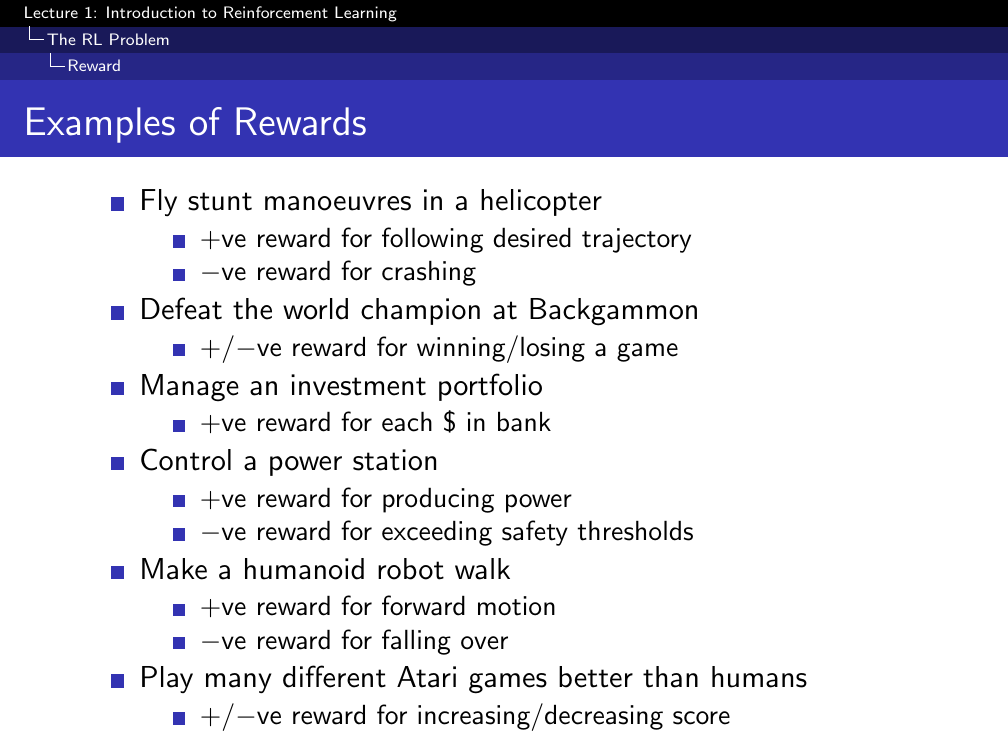 Lecture 1: Introduction to Reinforcement Learning
The RL Problem
Reward
Examples of Rewards
Fly stunt manoeuvres in a helicopter
+ve reward for following desired trajectory
−ve reward for crashing
Defeat the world champion at Backgammon
+/−ve reward for winning/losing a game
Manage an investment portfolio
+ve reward for each $ in bank
Control a power station
+ve reward for producing power
−ve reward for exceeding safety thresholds
Make a humanoid robot walk
+ve reward for forward motion
−ve reward for falling over
Play many different Atari games better than humans
+/−ve reward for increasing/decreasing score